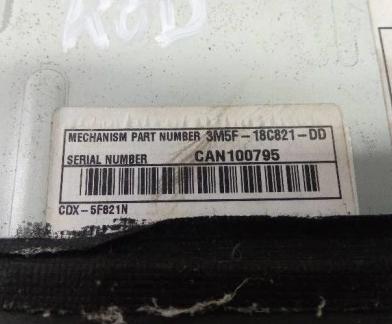 MECHANISM PART NUMBER 3M5F-18C821-DD
SERIAL NUMBER CAN100795
CDX-5F821N